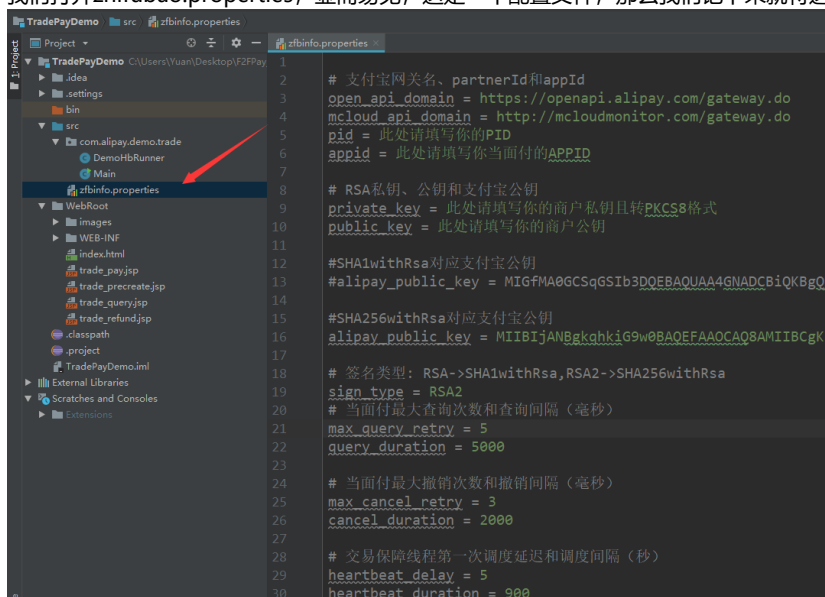 TradePayDemo src zfbinfo.properties
1: Project
Project
zfbinfo.properties
TradePayDemo C:\Users\Yuan\Desktop\F2FPay
.idea
.settings
bin
src
com.alipay.demo.trade
DemoHbRunner
Main
zfbinfo.properties
WebRoot
images
WEB-INF
index.html
trade_pay.jsp
trade_precreate.jsp
trade_query.jsp
trade_refund.jsp
.classpath
.project
TradePayDemo.iml
External Libraries
Scratches and Consoles
Extensions
1
2 # 支付宝网关名、partnerId和appId
3 open_api_domain = https://openapi.alipay.com/gateway.do
4 mcloud_api_domain = http://mcloudmonitor.com/gateway.do
5 pid = 此处请填写你的PID
6 appid = 此处请填写你当面付的APPID
7
8 # RSA私钥、公钥和支付宝公钥
9 private_key = 此处请填写你的商户私钥且转PKCS8格式
10 public_key = 此处请填写你的商户公钥
11
12 #SHA1withRsa对应支付宝公钥
13 #alipay_public_key = MIGfMA0GCSqGSIb3DQEBAQUAA4GNADCBiQKBgQ
14
15 #SHA256withRsa对应支付宝公钥
16 alipay_public_key = MIIBIjANBgkqhkiG9w0BAQEFAAOCAQ8AMIIBCgK
17
18 # 签名类型: RSA->SHA1withRsa,RSA2->SHA256withRsa
19 sign_type = RSA2
20 # 当面付最大查询次数和查询间隔（毫秒）
21 max_query_retry = 5
22 query_duration = 5000
23
24 # 当面付最大撤销次数和撤销间隔（毫秒）
25 max_cancel_retry = 3
26 cancel_duration = 2000
27
28 # 交易保障线程第一次调度延迟和调度间隔（秒）
29 heartbeat_delay = 5
30 heartbeat_duration = 900